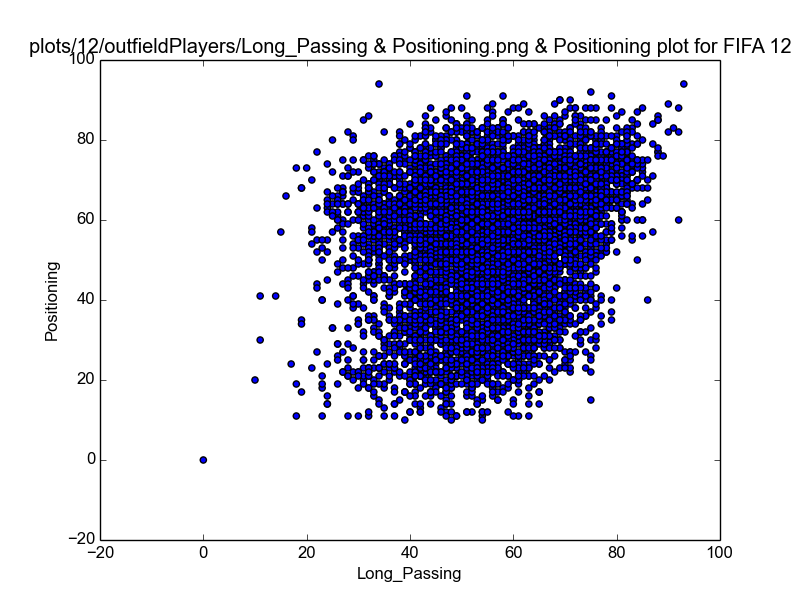 plots/12/outfieldPlayers/Long_Passing & Positioning.png & Positioning plot for FIFA 12
100
80
60
40
20
0
−20
Positioning
−20 0 20 40 60 80 100
Long_Passing